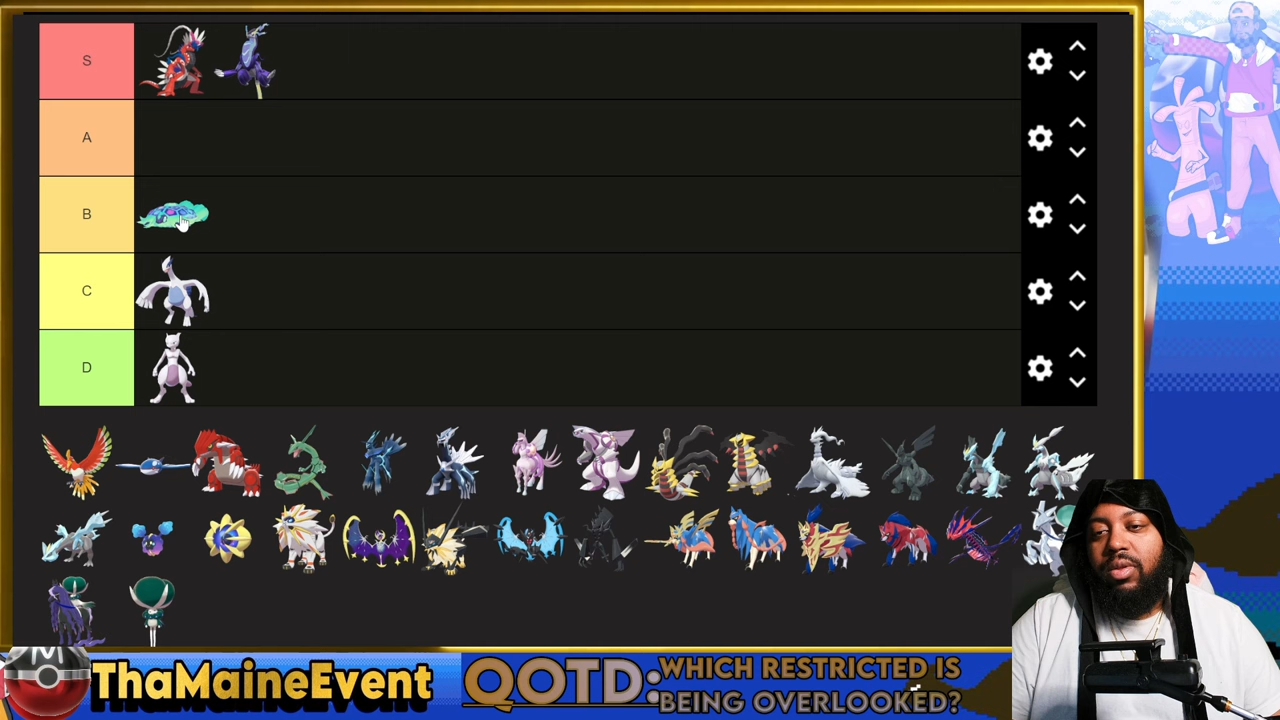 S
A
B
C
D
M
ThaMaineEvent
QOTD: WHICH RESTRICTED IS
BEING OVERLOOKED?